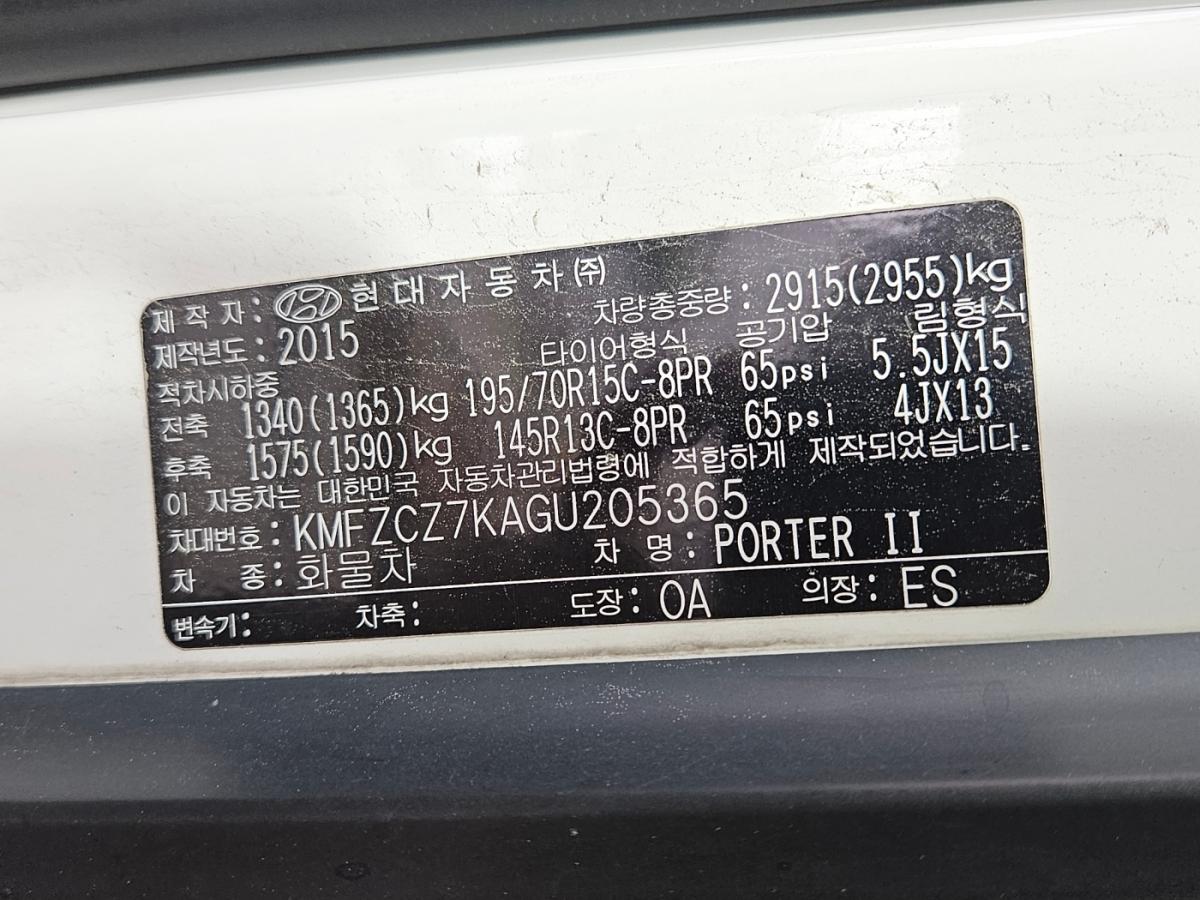 제 작 자 : 현대자동차(주) 차량총중량 : 2915(2955)kg
제작년도 : 2015 타이어형식 공기압 림형식
적차시하중
전축 1340(1365)kg 195/70R15C-8PR 65psi 5.5JX15
후축 1575(1590)kg 145R13C-8PR 65psi 4JX13
이 자동차는 대한민국 자동차관리법령에 적합하게 제작되었습니다.
차대번호 : KMFZCZ7KAGU205365
차 종 : 화물차 차 명 : PORTER II
변속기: 차축: 도장: OA 의장: ES